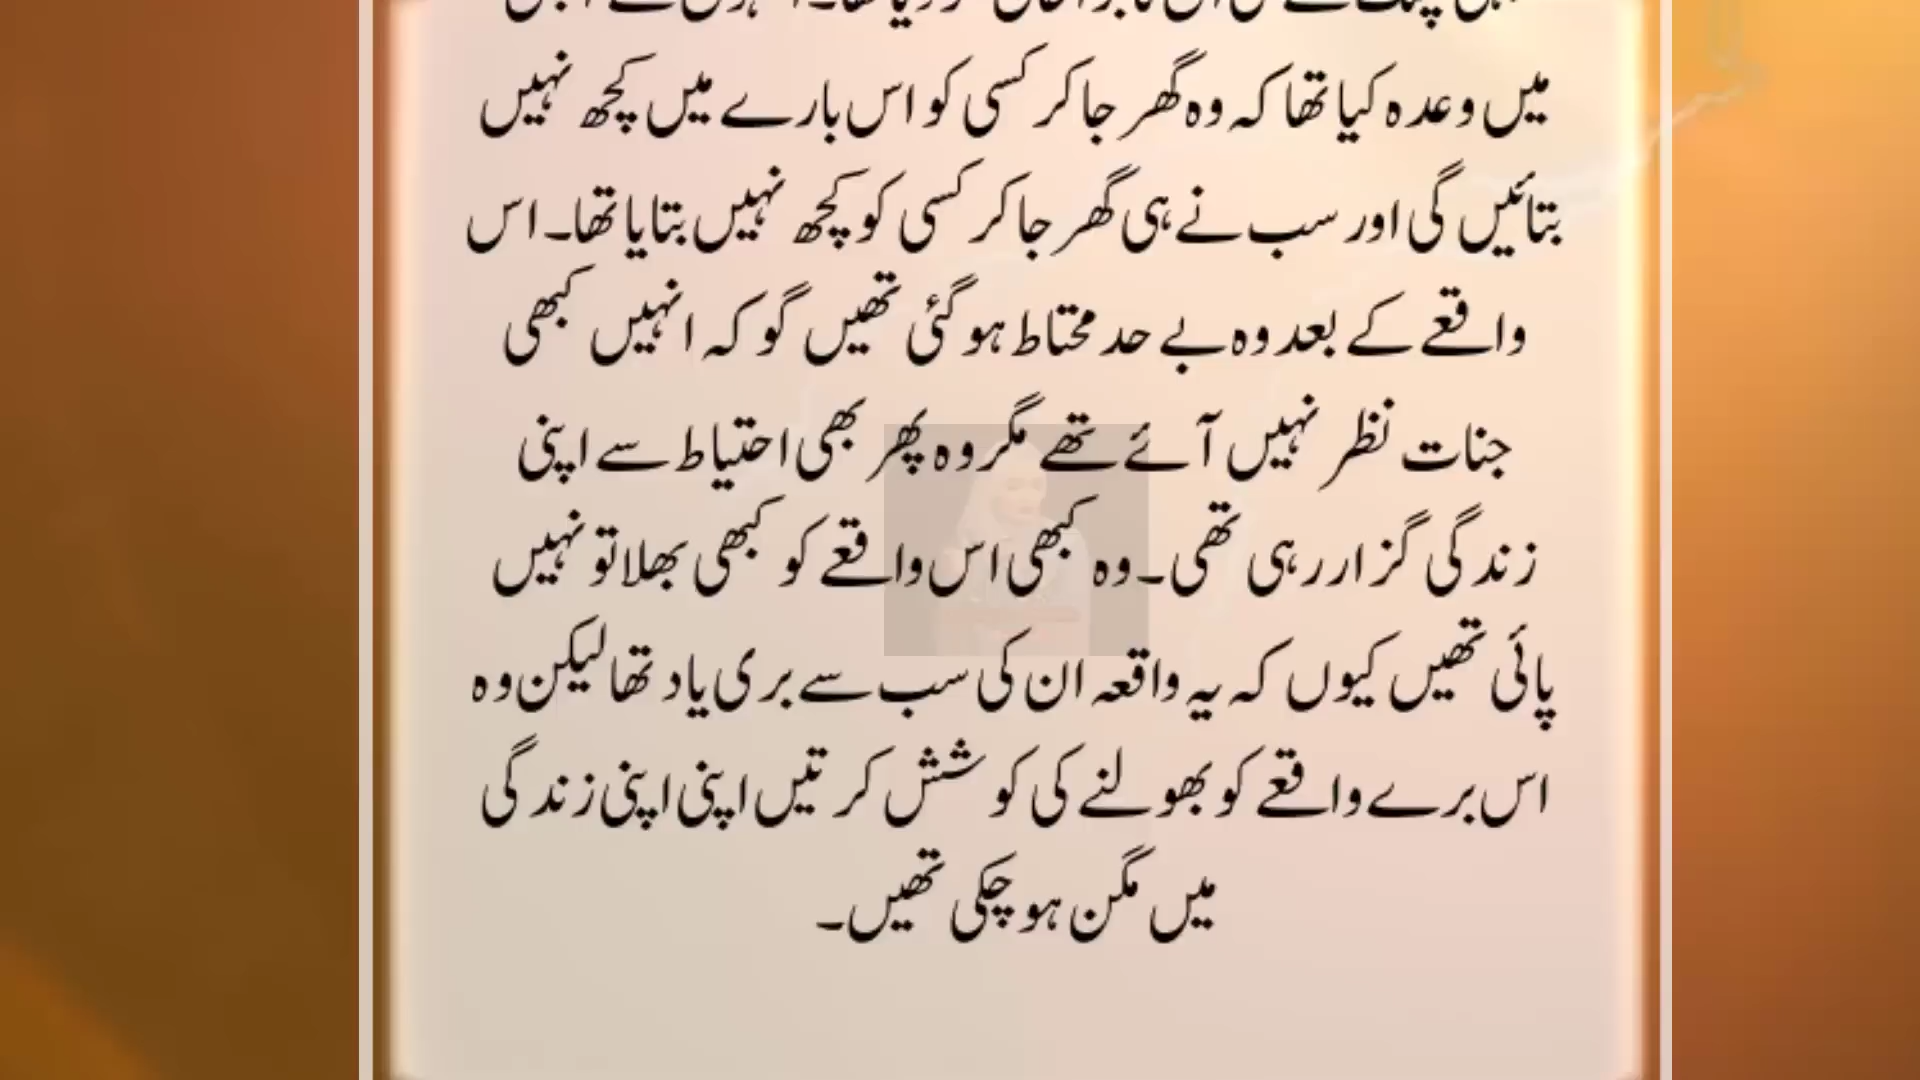 میں وعدہ کیا تھا کہ وہ گھر جا کر کسی کو اس بارے میں کچھ نہیں
بتائیں گی اور سب نے ہی گھر جا کر کسی کو کچھ نہیں بتایا تھا۔ اس
واقعے کے بعد وہ بے حد محتاط ہو گئی تھیں گو کہ انہیں کبھی
جنات نظر نہیں آئے تھے مگر وہ پھر بھی احتیاط سے اپنی
زندگی گزار رہی تھی۔ وہ کبھی اس واقعے کو کبھی بھلا تو نہیں
پائی تھیں کیوں کہ یہ واقعہ ان کی سب سے بری یاد تھا لیکن وہ
اس برے واقعے کو بھولنے کی کوشش کرتیں اپنی اپنی زندگی
میں مگن ہو چکی تھیں۔